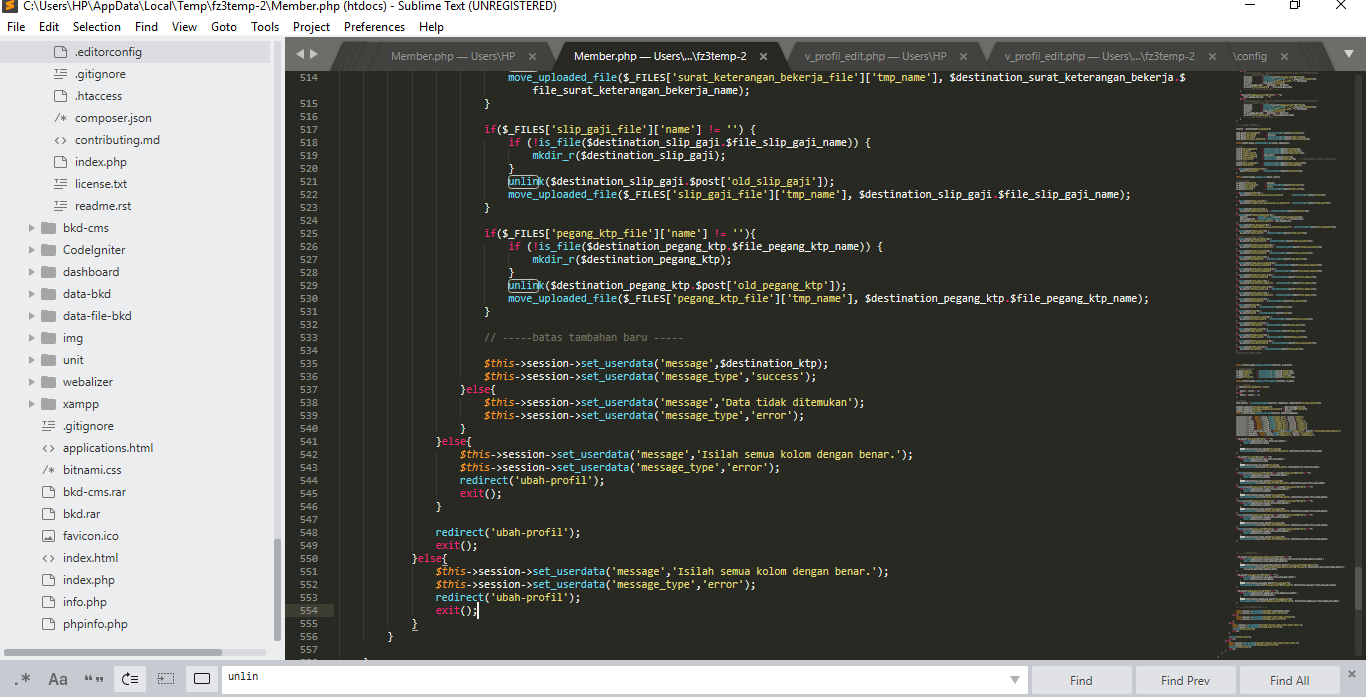 C:\Users\HP\AppData\Local\Temp\fz3temp-2\Member.php (htdocs) - Sublime Text (UNREGISTERED)
File Edit Selection Find View Goto Tools Project Preferences Help
.editorconfig
.gitignore
.htaccess
composer.json
contributing.md
index.php
license.txt
readme.rst
bkd-cms
CodeIgniter
dashboard
data-bkd
data-file-bkd
img
unit
webalizer
xampp
.gitignore
applications.html
bitnami.css
bkd-cms.rar
bkd.rar
favicon.ico
index.html
index.php
info.php
phpinfo.php
Member.php — Users\HP
Member.php — Users\...\fz3temp-2
v_profil_edit.php — Users\HP
v_profil_edit.php — Users\...\fz3temp-2
\config
514 move_uploaded_file($_FILES['surat_keterangan_bekerja_file']['tmp_name'], $destination_surat_keterangan_bekerja.$
file_surat_keterangan_bekerja_name);
515 }
516
517 if($_FILES['slip_gaji_file']['name'] != '') {
518 if (!is_file($destination_slip_gaji.$file_slip_gaji_name)) {
519 mkdir_r($destination_slip_gaji);
520 }
521 unlink($destination_slip_gaji.$post['old_slip_gaji']);
522 move_uploaded_file($_FILES['slip_gaji_file']['tmp_name'], $destination_slip_gaji.$file_slip_gaji_name);
523 }
524
525 if($_FILES['pegang_ktp_file']['name'] != ''){
526 if (!is_file($destination_pegang_ktp.$file_pegang_ktp_name)) {
527 mkdir_r($destination_pegang_ktp);
528 }
529 unlink($destination_pegang_ktp.$post['old_pegang_ktp']);
530 move_uploaded_file($_FILES['pegang_ktp_file']['tmp_name'], $destination_pegang_ktp.$file_pegang_ktp_name);
531 }
532
533 // -----batas tambahan baru -----
534
535 $this->session->set_userdata('message',$destination_ktp);
536 $this->session->set_userdata('message_type','success');
537 }else{
538 $this->session->set_userdata('message','Data tidak ditemukan');
539 $this->session->set_userdata('message_type','error');
540 }
541 }else{
542 $this->session->set_userdata('message','Isilah semua kolom dengan benar.');
543 $this->session->set_userdata('message_type','error');
544 redirect('ubah-profil');
545 exit();
546 }
547
548 redirect('ubah-profil');
549 exit();
550 }else{
551 $this->session->set_userdata('message','Isilah semua kolom dengan benar.');
552 $this->session->set_userdata('message_type','error');
553 redirect('ubah-profil');
554 exit();
555 }
556 }
557
unlin
Find
Find Prev
Find All